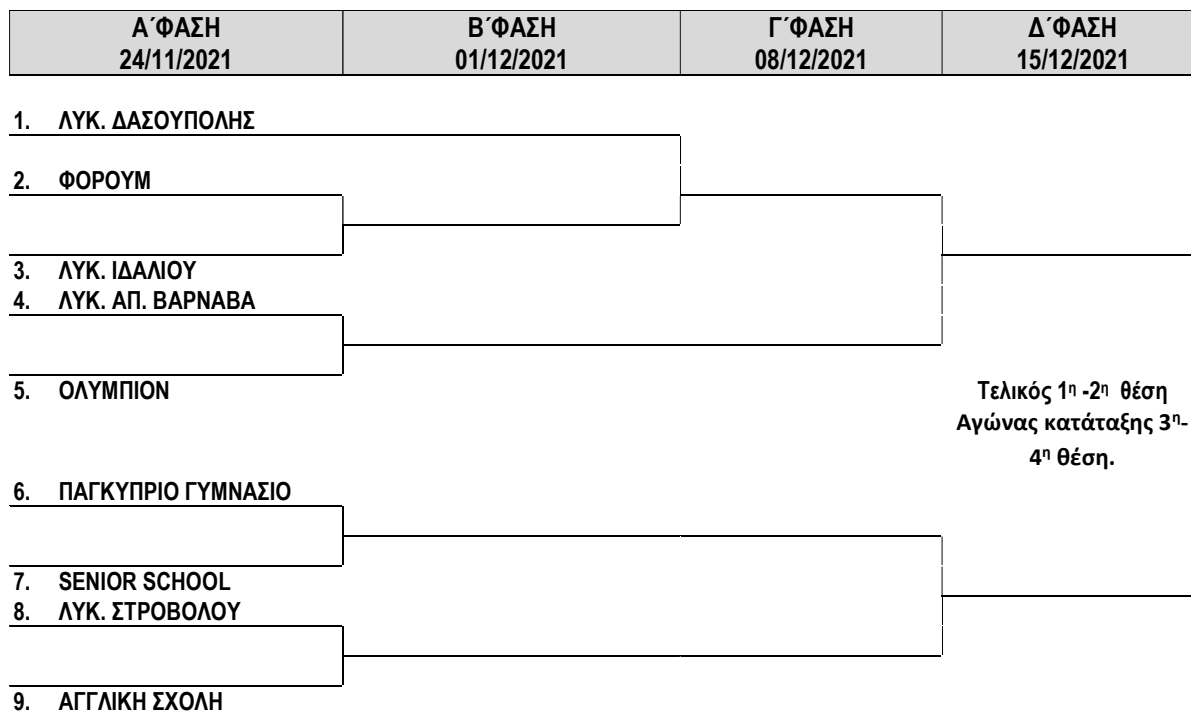 Α΄ΦΑΣΗ Β΄ΦΑΣΗ Γ΄ΦΑΣΗ Δ΄ΦΑΣΗ
24/11/2021 01/12/2021 08/12/2021 15/12/2021
1. ΛΥΚ. ΔΑΣΟΥΠΟΛΗΣ
2. ΦΟΡΟΥΜ
3. ΛΥΚ. ΙΔΑΛΙΟΥ
4. ΛΥΚ. ΑΠ. ΒΑΡΝΑΒΑ
5. ΟΛΥΜΠΙΟΝ
Τελικός 1η -2η θέση
Αγώνας κατάταξης 3η-
4η θέση.
6. ΠΑΓΚΥΠΡΙΟ ΓΥΜΝΑΣΙΟ
7. SENIOR SCHOOL
8. ΛΥΚ. ΣΤΡΟΒΟΛΟΥ
9. ΑΓΓΛΙΚΗ ΣΧΟΛΗ